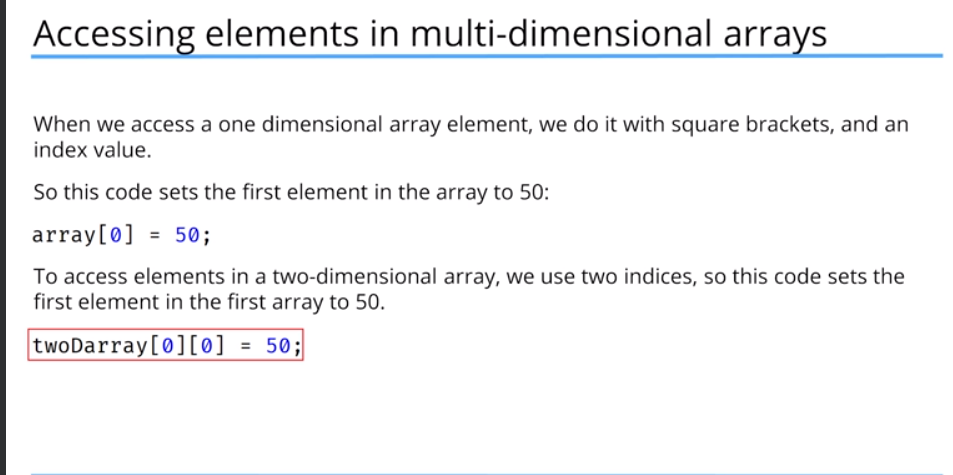 Accessing elements in multi-dimensional arrays
When we access a one dimensional array element, we do it with square brackets, and an
index value.
So this code sets the first element in the array to 50:
array[0] = 50;
To access elements in a two-dimensional array, we use two indices, so this code sets the
first element in the first array to 50.
twoDarray[0][0] = 50;